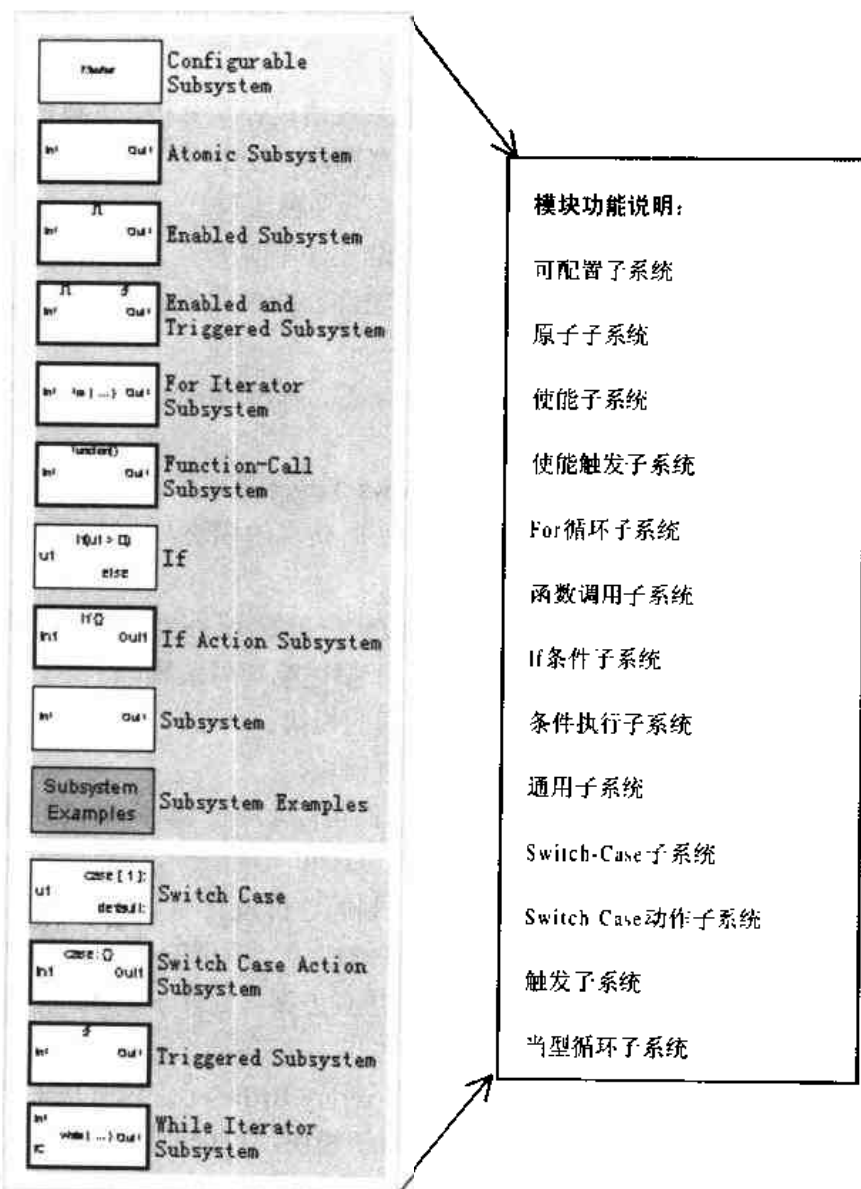 Configurable
Subsystem
In1 Out1
Atomic Subsystem
In1 Out1
Enabled Subsystem
In1 Out1
Enabled and
Triggered Subsystem
In1 Out1
For Iterator
Subsystem
function()
In1 Out1
Function-Call
Subsystem
u1
else
If
In1 Out1
If Action Subsystem
In1 Out1
Subsystem
Subsystem
Examples
Subsystem Examples
u1
case [ 1 ]:
default:
Switch Case
case: {}
In1 Out1
Switch Case Action
Subsystem
In1 Out1
Triggered Subsystem
In1
IC
while { ... } Out1
While Iterator
Subsystem
模块功能说明:
可配置子系统
原子子系统
使能子系统
使能触发子系统
For循环子系统
函数调用子系统
If条件子系统
条件执行子系统
通用子系统
Switch-Case子系统
Switch Case动作子系统
触发子系统
当型循环子系统